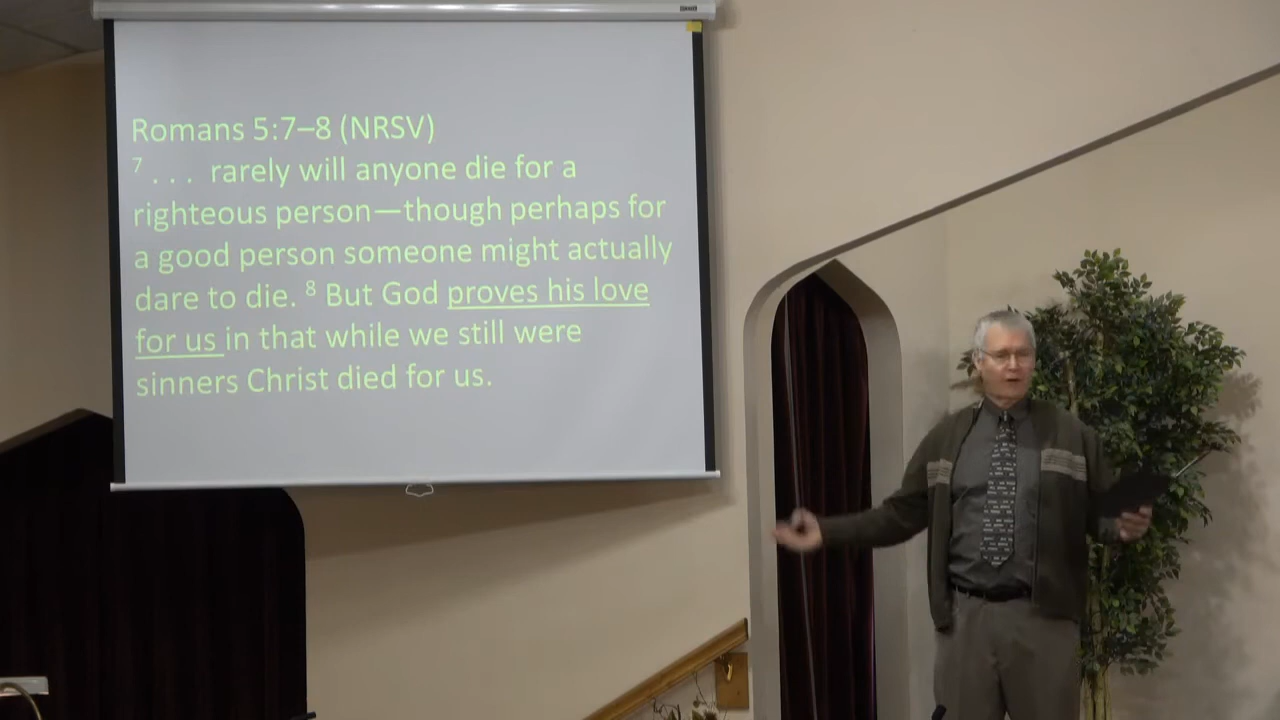 Romans 5:7–8 (NRSV)
7 . . . rarely will anyone die for a
righteous person—though perhaps for
a good person someone might actually
dare to die. 8 But God proves his love
for us in that while we still were
sinners Christ died for us.